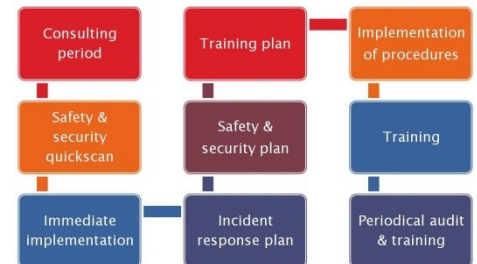 Consulting
period
Safety &
security
quickscan
Immediate
implementation
Incident
response plan
Safety &
security plan
Training plan
Implementation
of procedures
Training
Periodical audit
& training